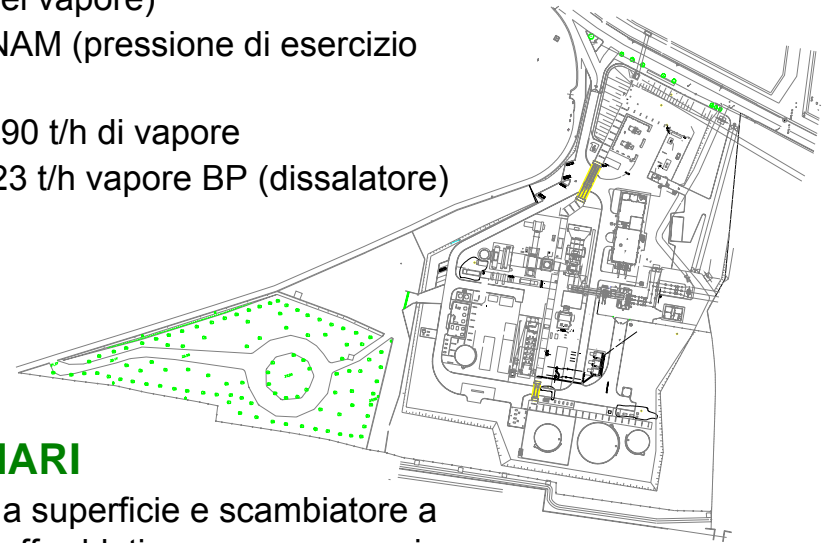 el vapore)
NAM (pressione di esercizio
90 t/h di vapore
23 t/h vapore BP (dissalatore)
IARI
a superficie e scambiatore a